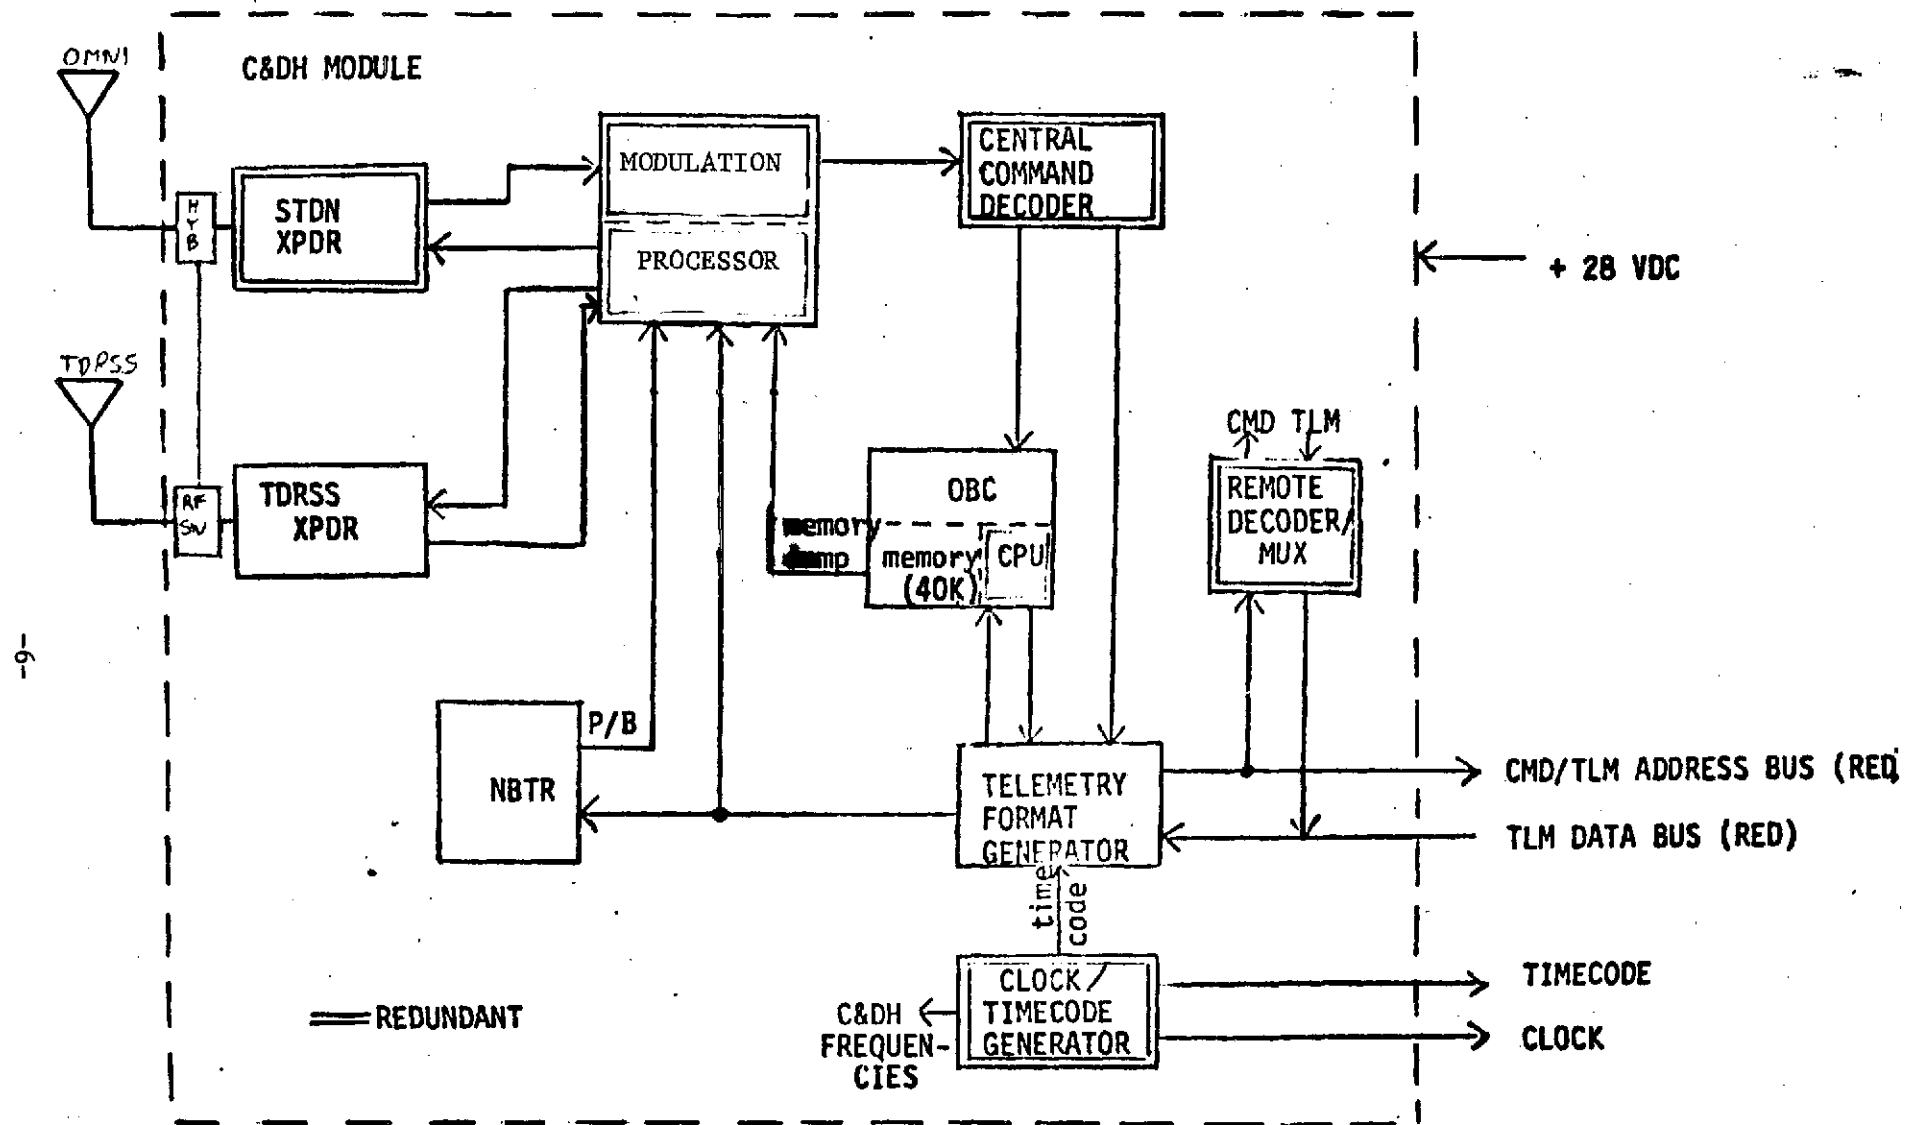 OMNI
C&DH MODULE
MODULATION
PROCESSOR
CENTRAL
COMMAND
DECODER
HYB
STDN
XPDR
+ 28 VDC
TDRSS
RF
SW
TDRSS
XPDR
OBC
memory
dump
memory
(40K)
CPU
CMD TLM
REMOTE
DECODER/
MUX
-9-
P/B
NBTR
TELEMETRY
FORMAT
GENERATOR
CMD/TLM ADDRESS BUS (RED)
TLM DATA BUS (RED)
time
code
CLOCK/
TIMECODE
GENERATOR
C&DH
FREQUEN-
CIES
TIMECODE
CLOCK
REDUNDANT